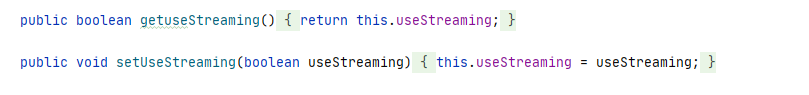 public boolean getuseStreaming() { return this.useStreaming; }
public void setUseStreaming(boolean useStreaming) { this.useStreaming = useStreaming; }